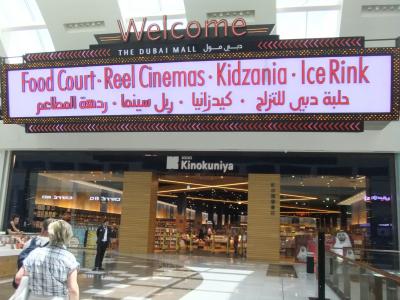 Welcome
THE DUBAI MALL دبي مول
Food Court · Reel Cinemas · Kidzania · Ice Rink
حلبة دبي للتزلج · كيدزانيا · ريل سينما · ردهة المطاعم
Kinokuniya